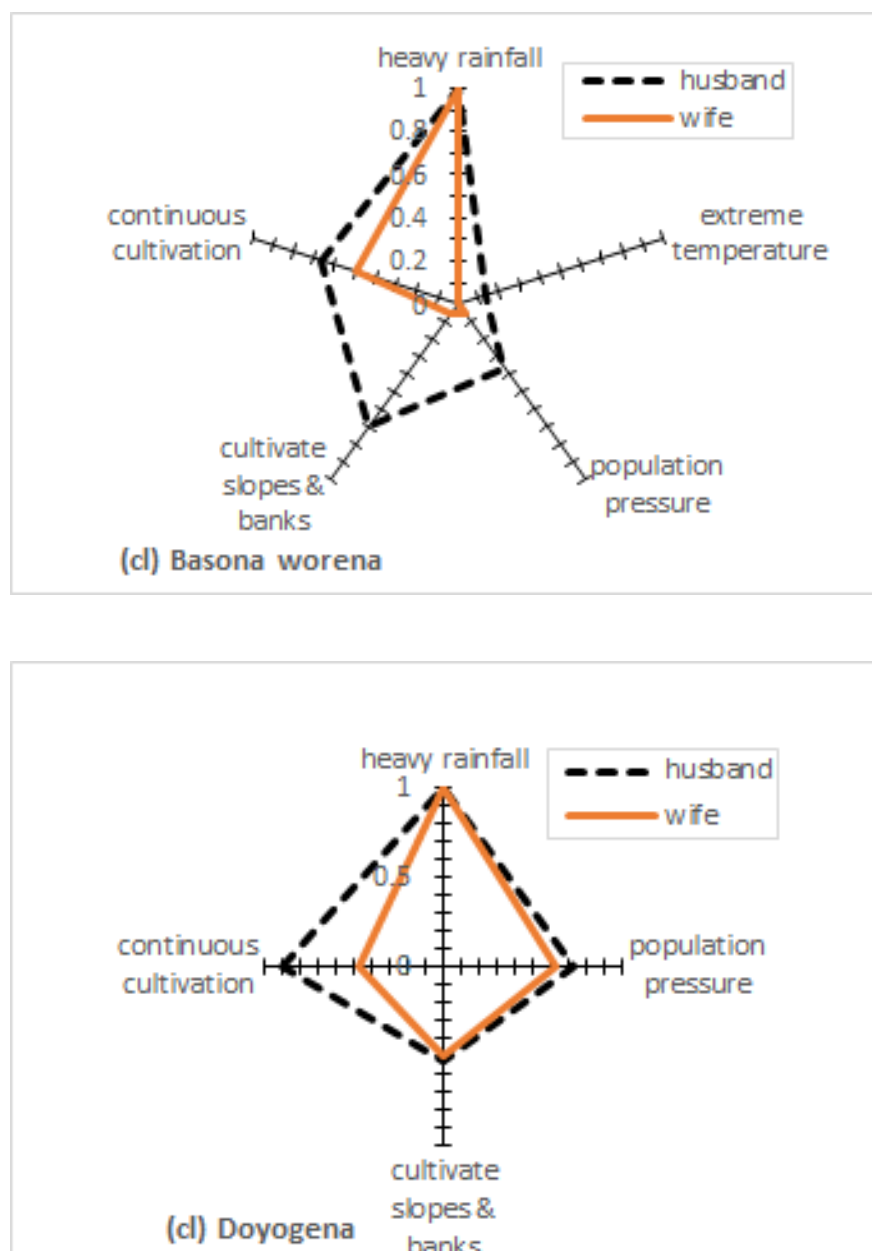 heavy rainfall
husband
wife
1
0.8
0.6
0.4
0.2
0
continuous
cultivation
extreme
temperature
cultivate
slopes &
banks
population
pressure
(cl) Basona worena
heavy rainfall
husband
wife
1
0.5
0
continuous
cultivation
population
pressure
cultivate
slopes &
banks
(cl) Doyogena